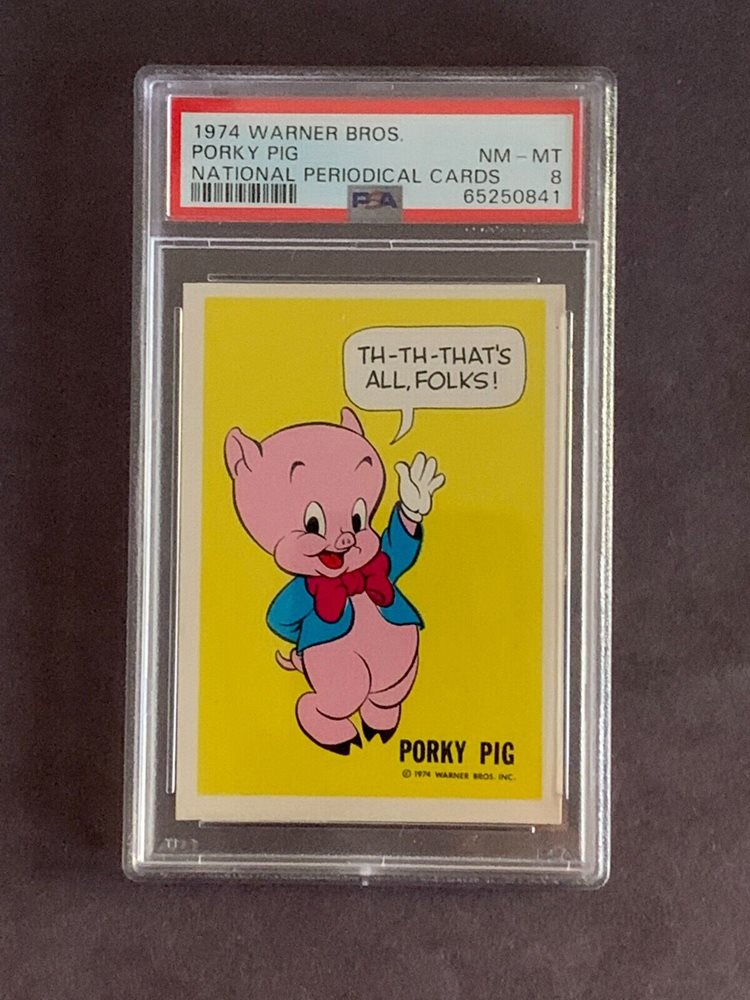 1974 WARNER BROS.
PORKY PIG NM - MT
NATIONAL PERIODICAL CARDS 8
PSA 65250841
TH-TH-THAT'S
ALL, FOLKS!
PORKY PIG
© 1974 WARNER BROS. INC.